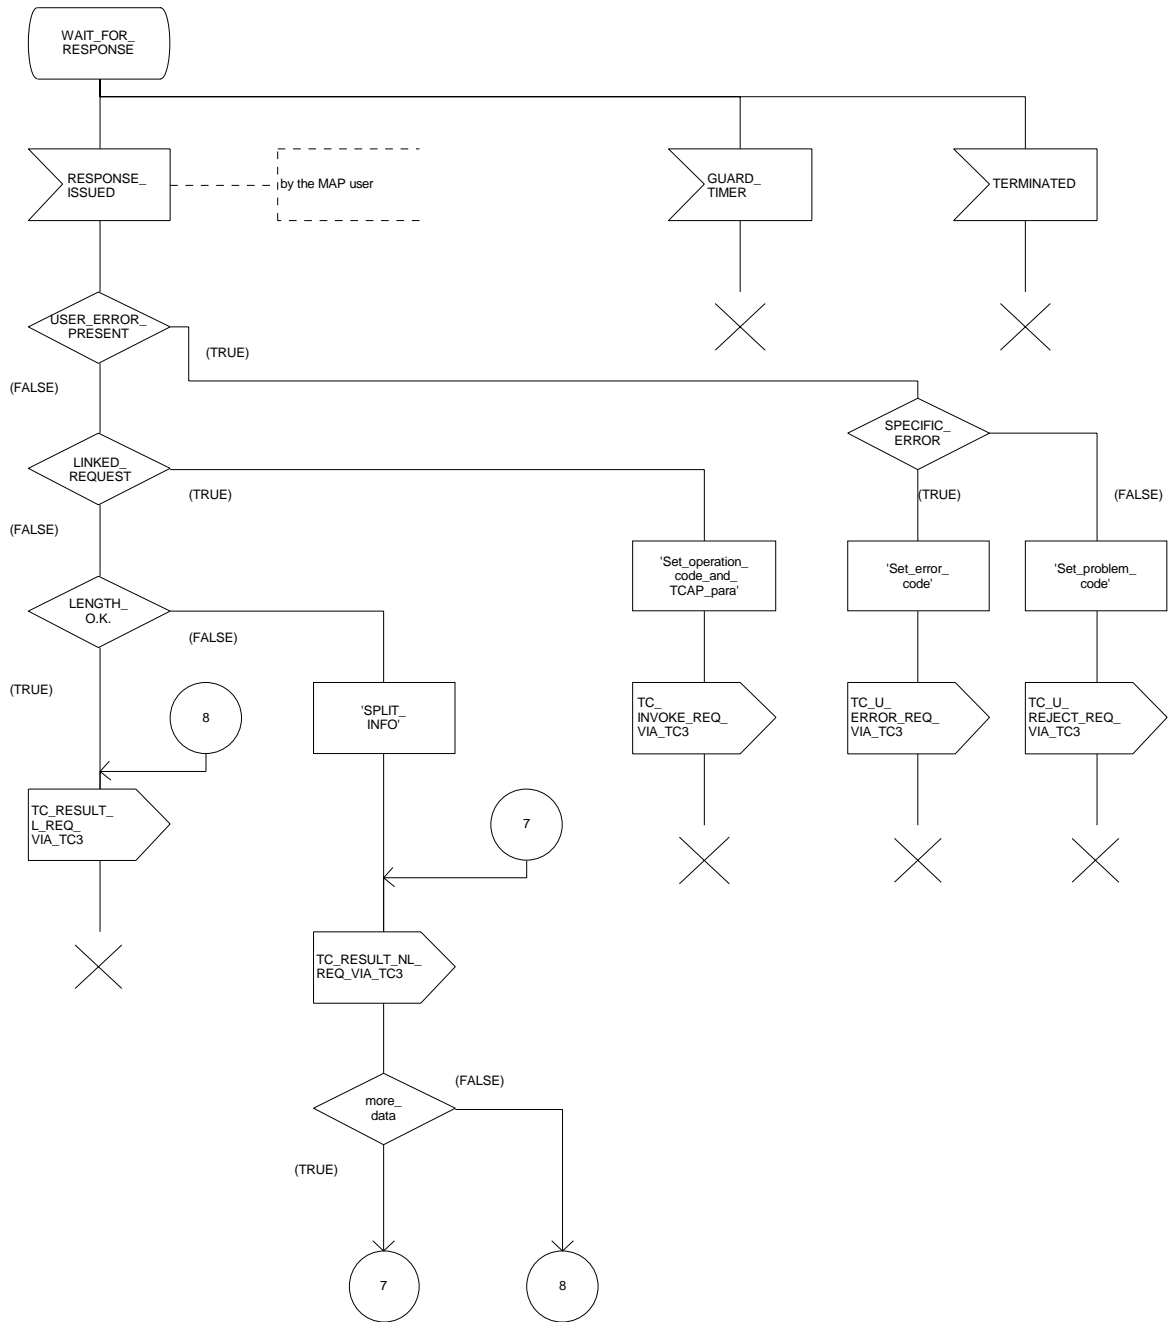 WAIT_FOR_
RESPONSE
RESPONSE_
ISSUED
by the MAP user
GUARD_
TIMER
TERMINATED
USER_ERROR_
PRESENT
(TRUE)
(FALSE)
SPECIFIC_
ERROR
LINKED_
REQUEST
(TRUE)
(TRUE)
(FALSE)
(FALSE)
'Set_operation_
code_and_
TCAP_para'
'Set_error_
code'
'Set_problem_
code'
LENGTH_
O.K.
(FALSE)
(TRUE)
8
'SPLIT_
INFO'
TC_
INVOKE_REQ_
VIA_TC3
TC_U_
ERROR_REQ_
VIA_TC3
TC_U_
REJECT_REQ_
VIA_TC3
TC_RESULT_
L_REQ_
VIA_TC3
7
TC_RESULT_NL_
REQ_VIA_TC3
more_
data
(FALSE)
(TRUE)
7
8